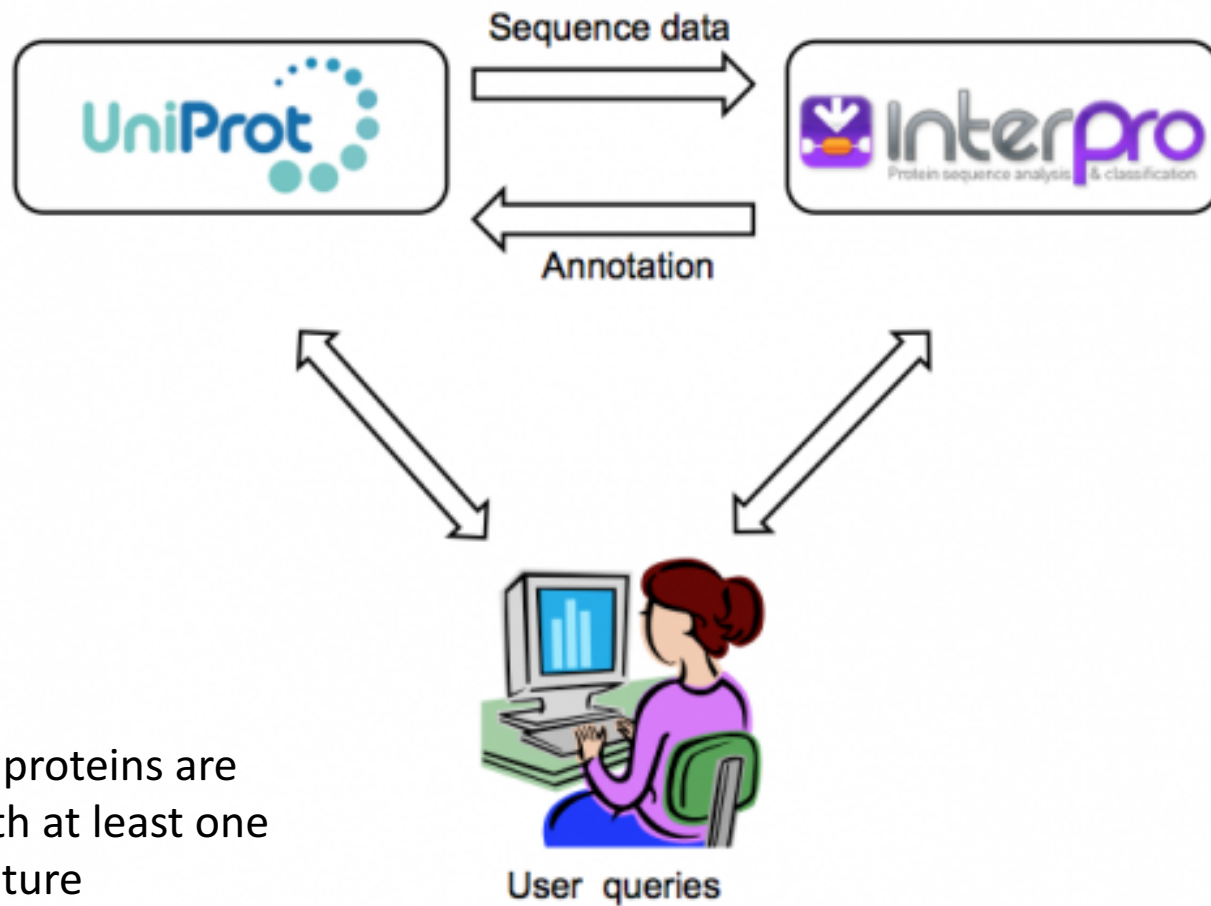 Sequence data
UniProt
InterPro
Protein sequence analysis & classification
Annotation
proteins are
th at least one
ture
User queries